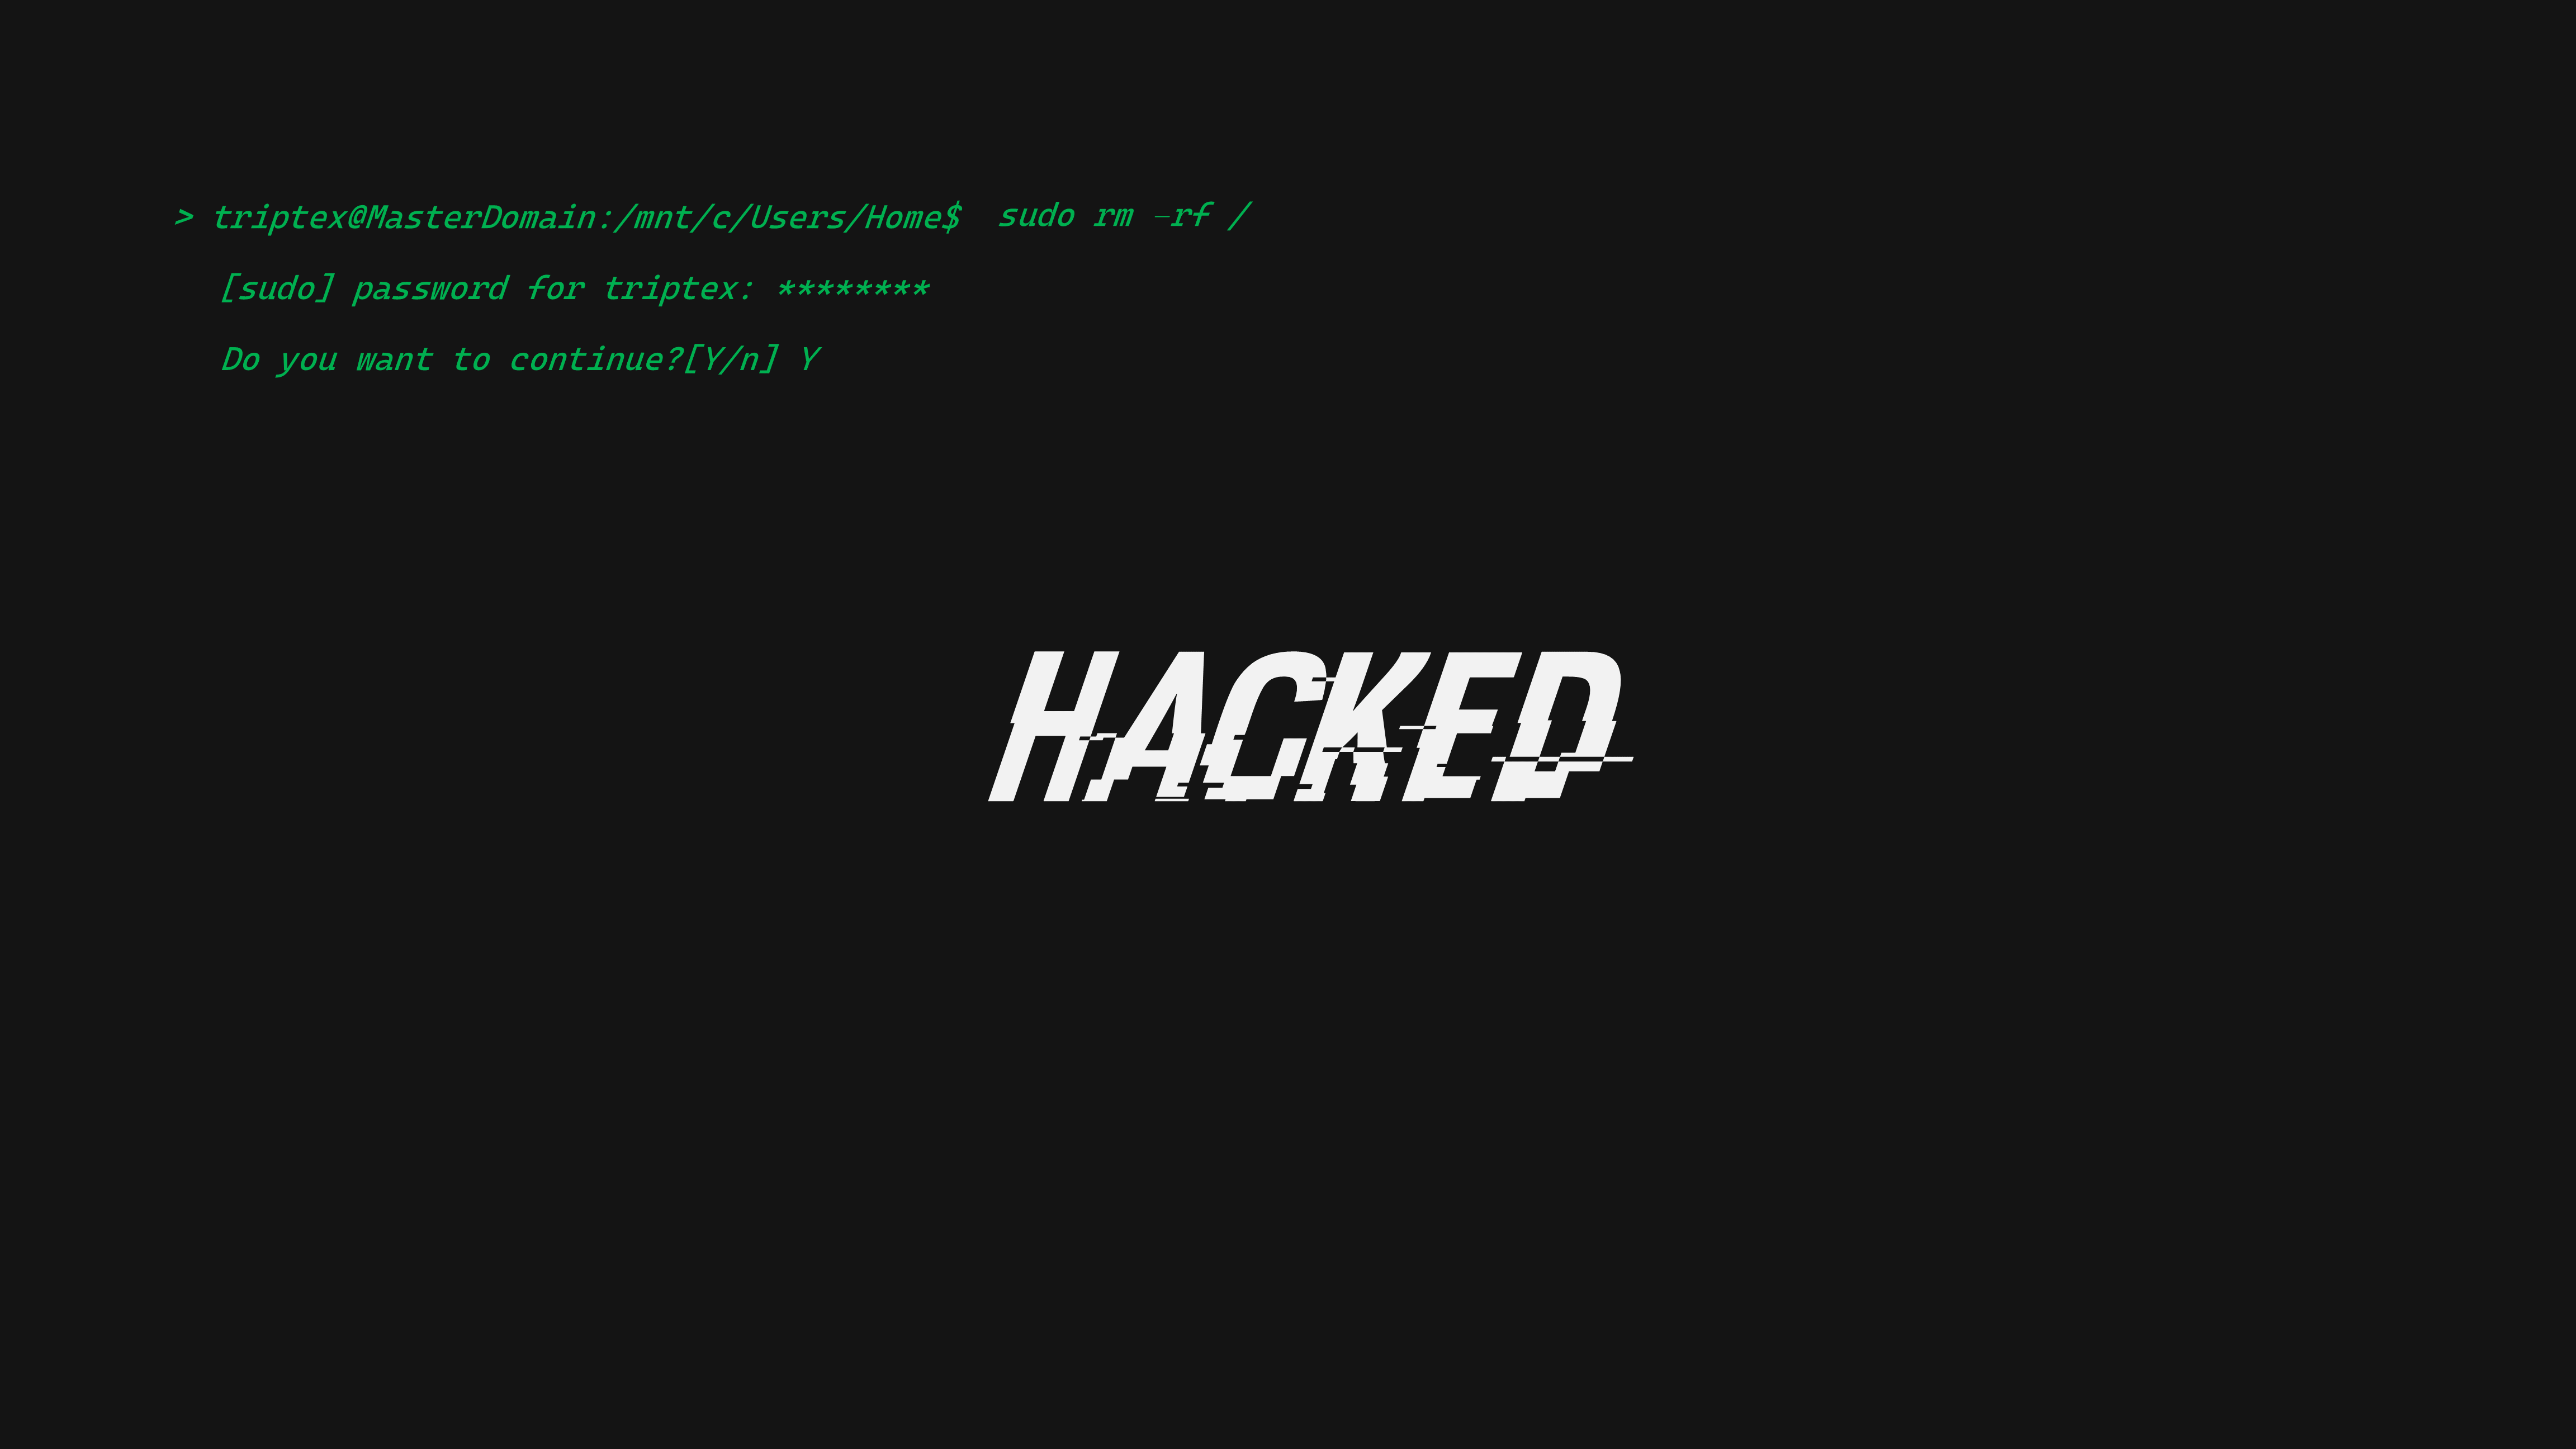 > triptex@MasterDomain:/mnt/c/Users/Home$  sudo rm –rf /
[sudo] password for triptex: ********
Do you want to continue?[Y/n] Y
HACKED